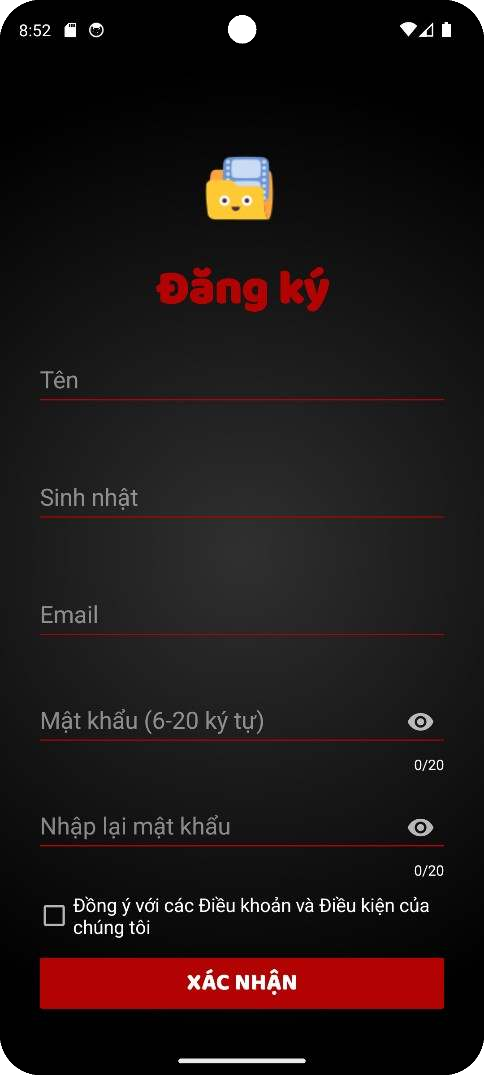 8:52
Đăng ký
Tên
Sinh nhật
Email
Mật khẩu (6-20 ký tự)
0/20
Nhập lại mật khẩu
0/20
Đồng ý với các Điều khoản và Điều kiện của
chúng tôi
XÁC NHẬN